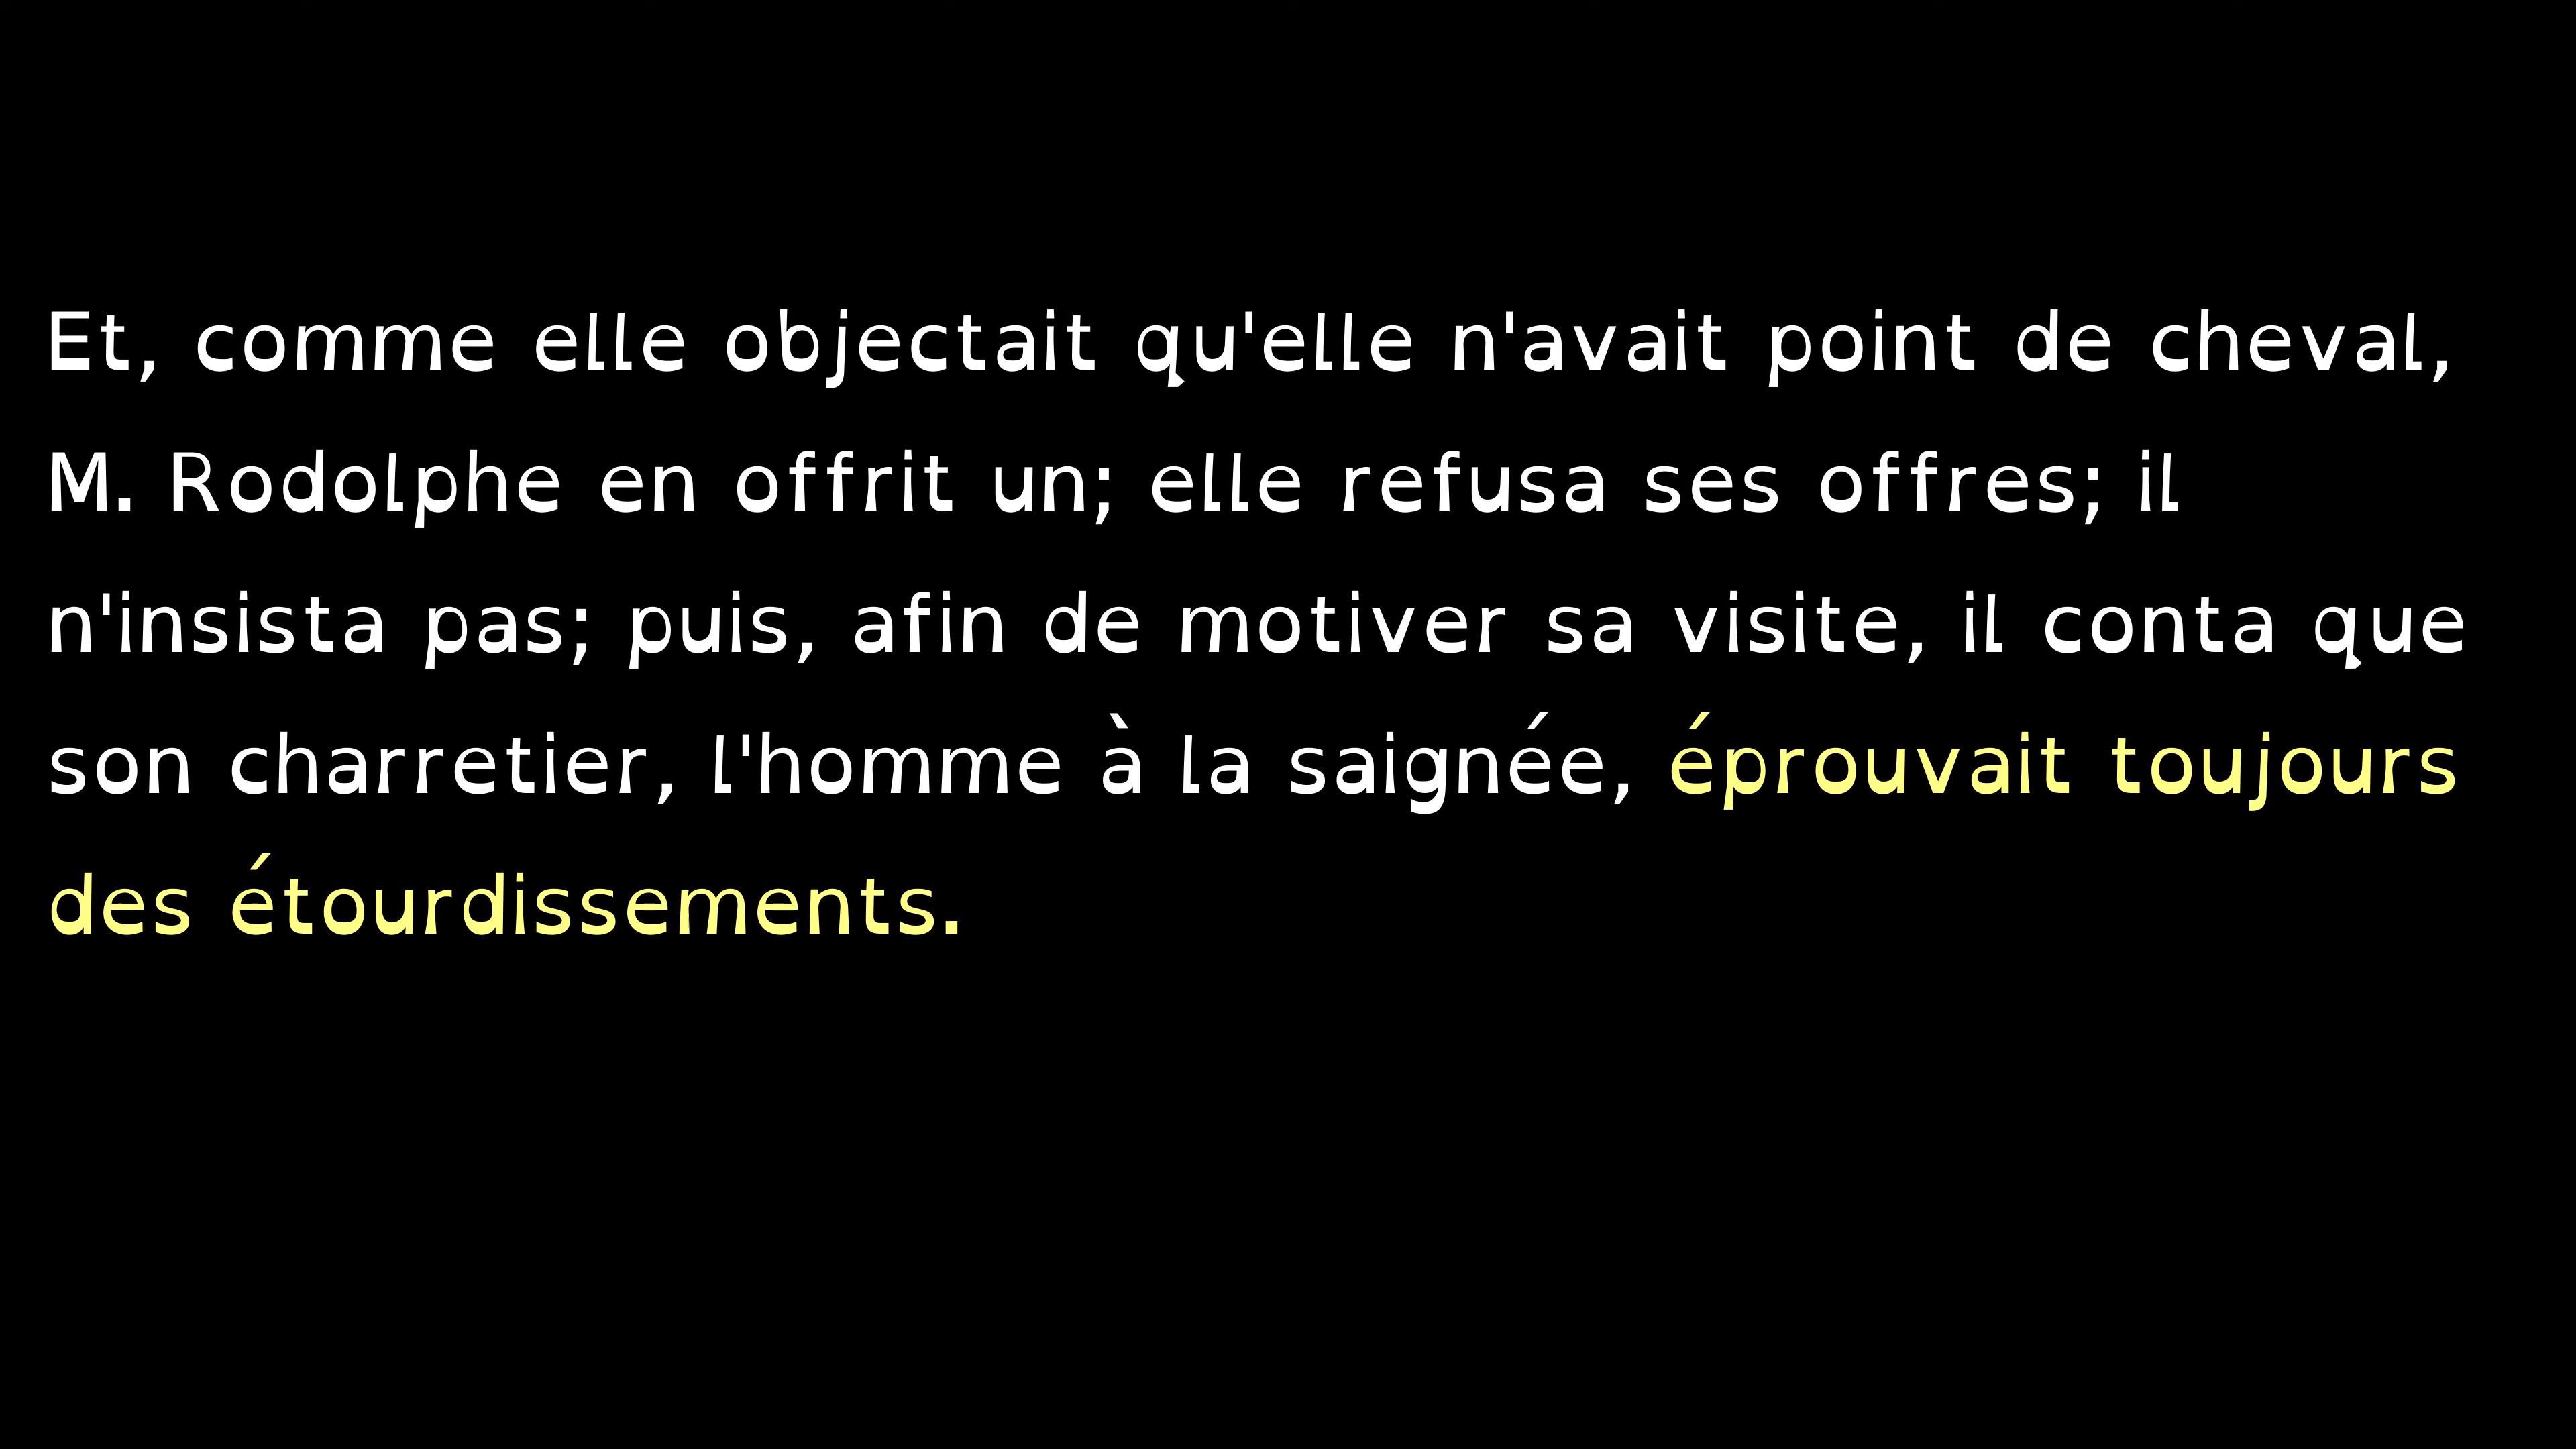 Et, comme elle objectait qu'elle n'avait point de cheval,
M. Rodolphe en offrit un; elle refusa ses offres; il
n'insista pas; puis, afin de motiver sa visite, il conta que
son charretier, l'homme à la saignée, éprouvait toujours
des étourdissements.